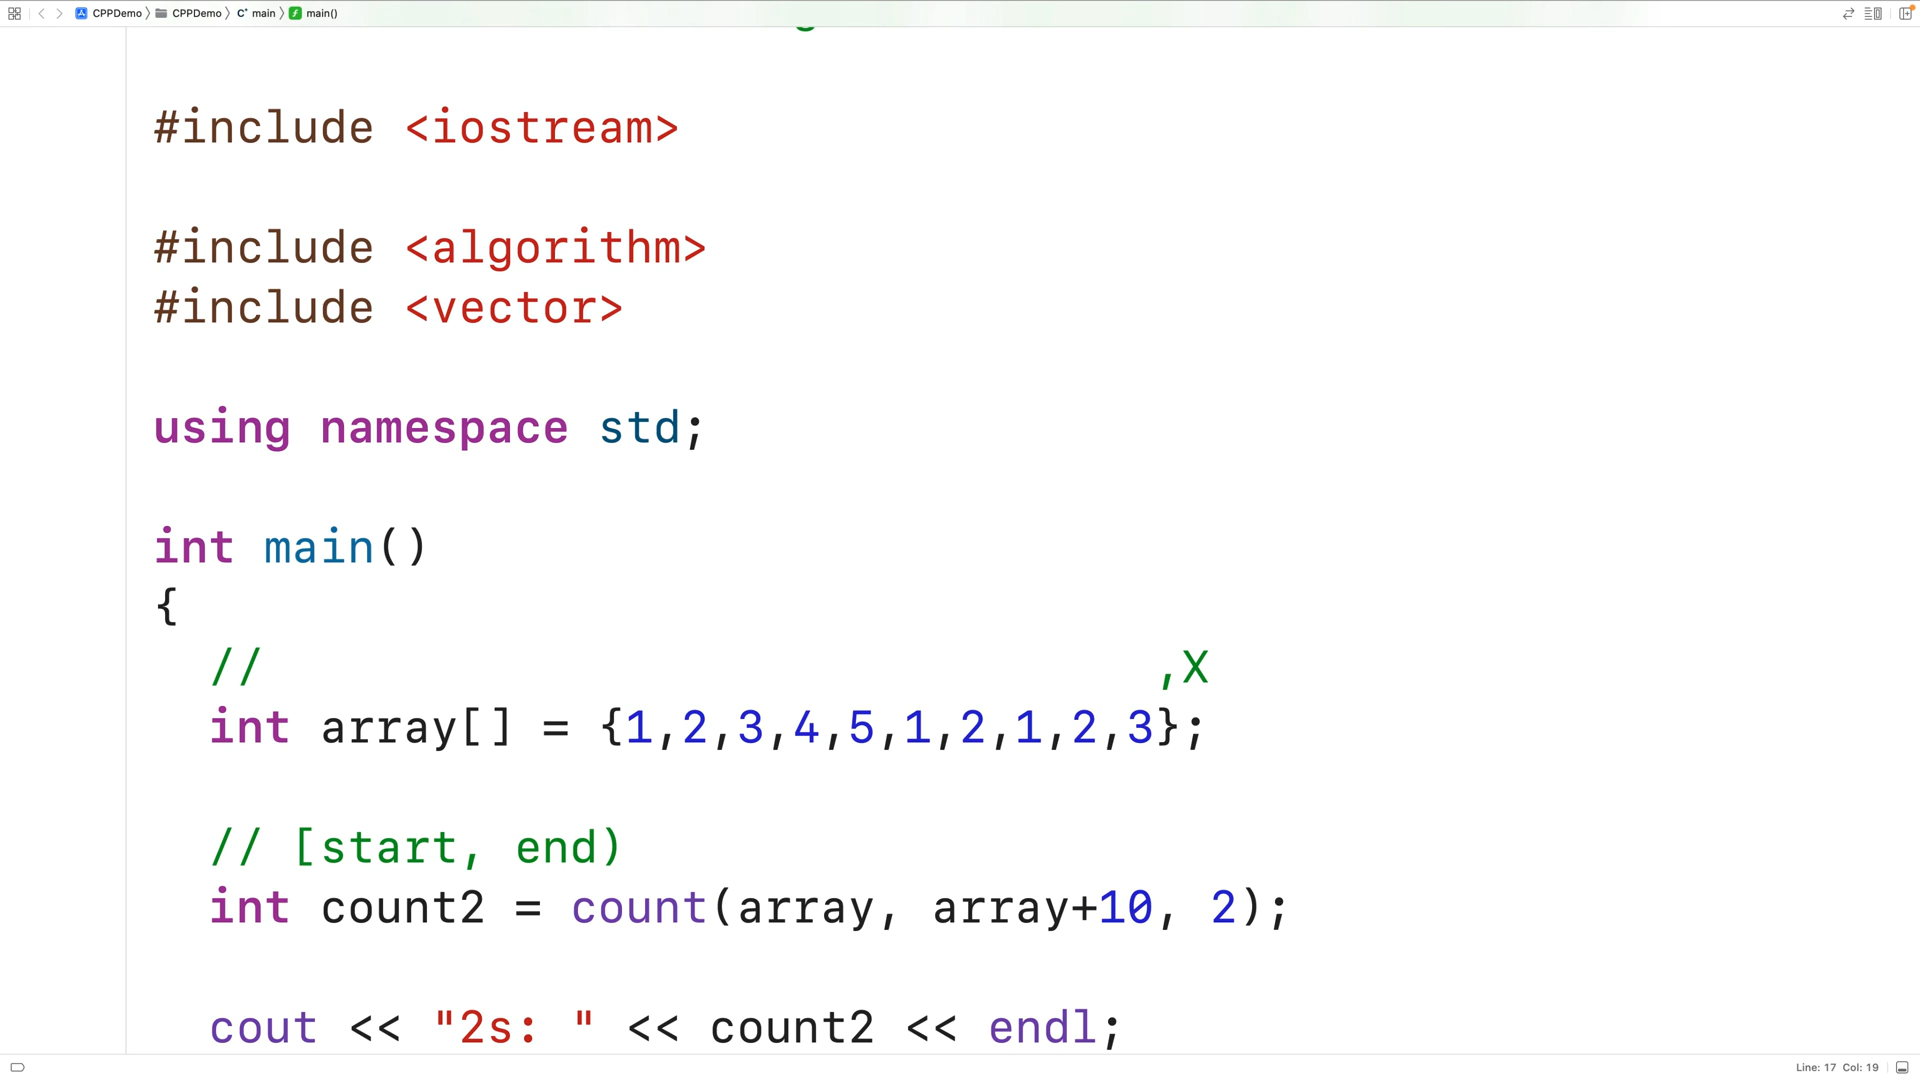 CPPDemo 〉 CPPDemo 〉 main 〉 main()
#include <iostream>
#include <algorithm>
#include <vector>
using namespace std;
int main()
{
//                                 ,X
int array[] = {1,2,3,4,5,1,2,1,2,3};
// [start, end)
int count2 = count(array, array+10, 2);
cout << "2s: " << count2 << endl;
Line: 17 Col: 19